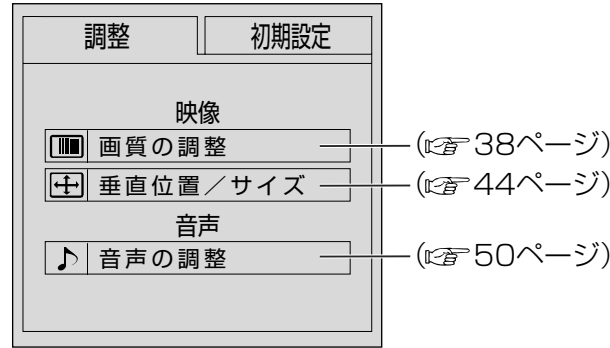 調整 初期設定
映像
画質の調整 (☞38ページ)
垂直位置／サイズ (☞44ページ)
音声
音声の調整 (☞50ページ)